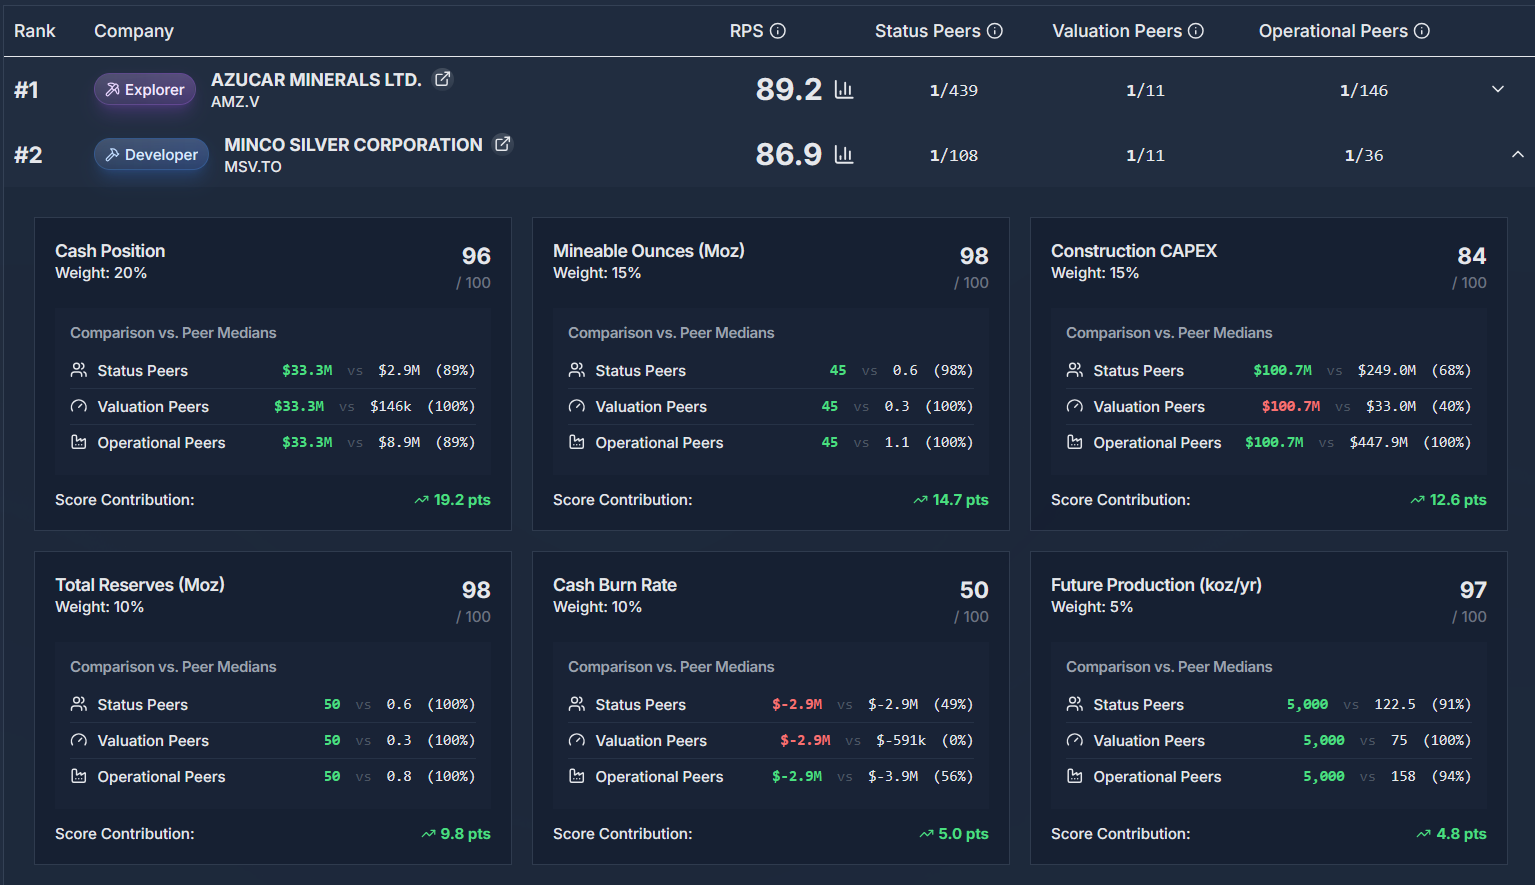 Rank Company RPS Status Peers Valuation Peers Operational Peers
#1 Explorer AZUCAR MINERALS LTD. 89.2 1/439 1/11 1/146
AMZ.V
#2 Developer MINCO SILVER CORPORATION 86.9 1/108 1/11 1/36
MSV.TO
Cash Position 96
Weight: 20% / 100
Comparison vs. Peer Medians
Status Peers $33.3M vs $2.9M (89%)
Valuation Peers $33.3M vs $146k (100%)
Operational Peers $33.3M vs $8.9M (89%)
Score Contribution: 19.2 pts
Mineable Ounces (Moz) 98
Weight: 15% / 100
Comparison vs. Peer Medians
Status Peers 45 vs 0.6 (98%)
Valuation Peers 45 vs 0.3 (100%)
Operational Peers 45 vs 1.1 (100%)
Score Contribution: 14.7 pts
Construction CAPEX 84
Weight: 15% / 100
Comparison vs. Peer Medians
Status Peers $100.7M vs $249.0M (68%)
Valuation Peers $100.7M vs $33.0M (40%)
Operational Peers $100.7M vs $447.9M (100%)
Score Contribution: 12.6 pts
Total Reserves (Moz) 98
Weight: 10% / 100
Comparison vs. Peer Medians
Status Peers 50 vs 0.6 (100%)
Valuation Peers 50 vs 0.3 (100%)
Operational Peers 50 vs 0.8 (100%)
Score Contribution: 9.8 pts
Cash Burn Rate 50
Weight: 10% / 100
Comparison vs. Peer Medians
Status Peers $-2.9M vs $-2.9M (49%)
Valuation Peers $-2.9M vs $-591k (0%)
Operational Peers $-2.9M vs $-3.9M (56%)
Score Contribution: 5.0 pts
Future Production (koz/yr) 97
Weight: 5% / 100
Comparison vs. Peer Medians
Status Peers 5,000 vs 122.5 (91%)
Valuation Peers 5,000 vs 75 (100%)
Operational Peers 5,000 vs 158 (94%)
Score Contribution: 4.8 pts